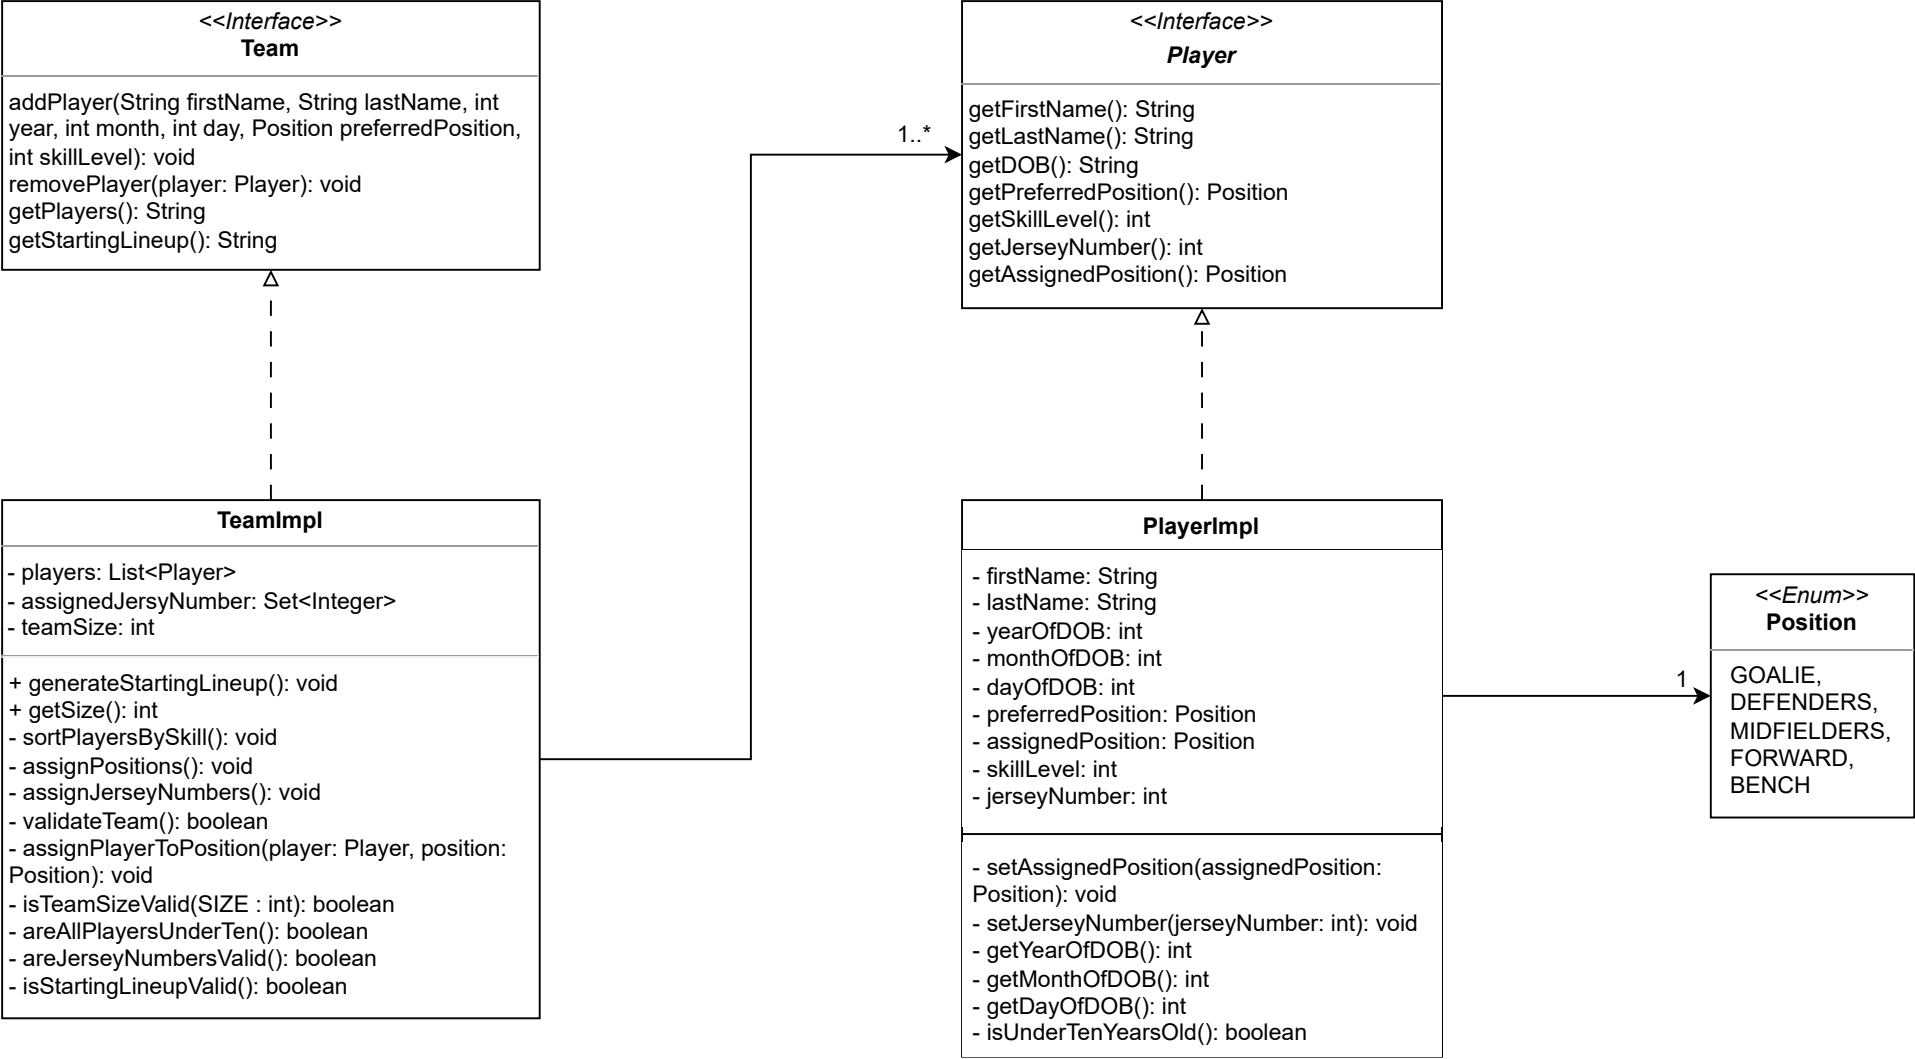 <<Interface>>
Team
addPlayer(String firstName, String lastName, int
year, int month, int day, Position preferredPosition,
int skillLevel): void
removePlayer(player: Player): void
getPlayers(): String
getStartingLineup(): String
<<Interface>>
Player
getFirstName(): String
getLastName(): String
getDOB(): String
getPreferredPosition(): Position
getSkillLevel(): int
getJerseyNumber(): int
getAssignedPosition(): Position
1..*
TeamImpl
- players: List<Player>
- assignedJersyNumber: Set<Integer>
- teamSize: int
+ generateStartingLineup(): void
+ getSize(): int
- sortPlayersBySkill(): void
- assignPositions(): void
- assignJerseyNumbers(): void
- validateTeam(): boolean
- assignPlayerToPosition(player: Player, position:
Position): void
- isTeamSizeValid(SIZE : int): boolean
- areAllPlayersUnderTen(): boolean
- areJerseyNumbersValid(): boolean
- isStartingLineupValid(): boolean
PlayerImpl
- firstName: String
- lastName: String
- yearOfDOB: int
- monthOfDOB: int
- dayOfDOB: int
- preferredPosition: Position
- assignedPosition: Position
- skillLevel: int
- jerseyNumber: int
- setAssignedPosition(assignedPosition:
Position): void
- setJerseyNumber(jerseyNumber: int): void
- getYearOfDOB(): int
- getMonthOfDOB(): int
- getDayOfDOB(): int
- isUnderTenYearsOld(): boolean
1
<<Enum>>
Position
GOALIE,
DEFENDERS,
MIDFIELDERS,
FORWARD,
BENCH